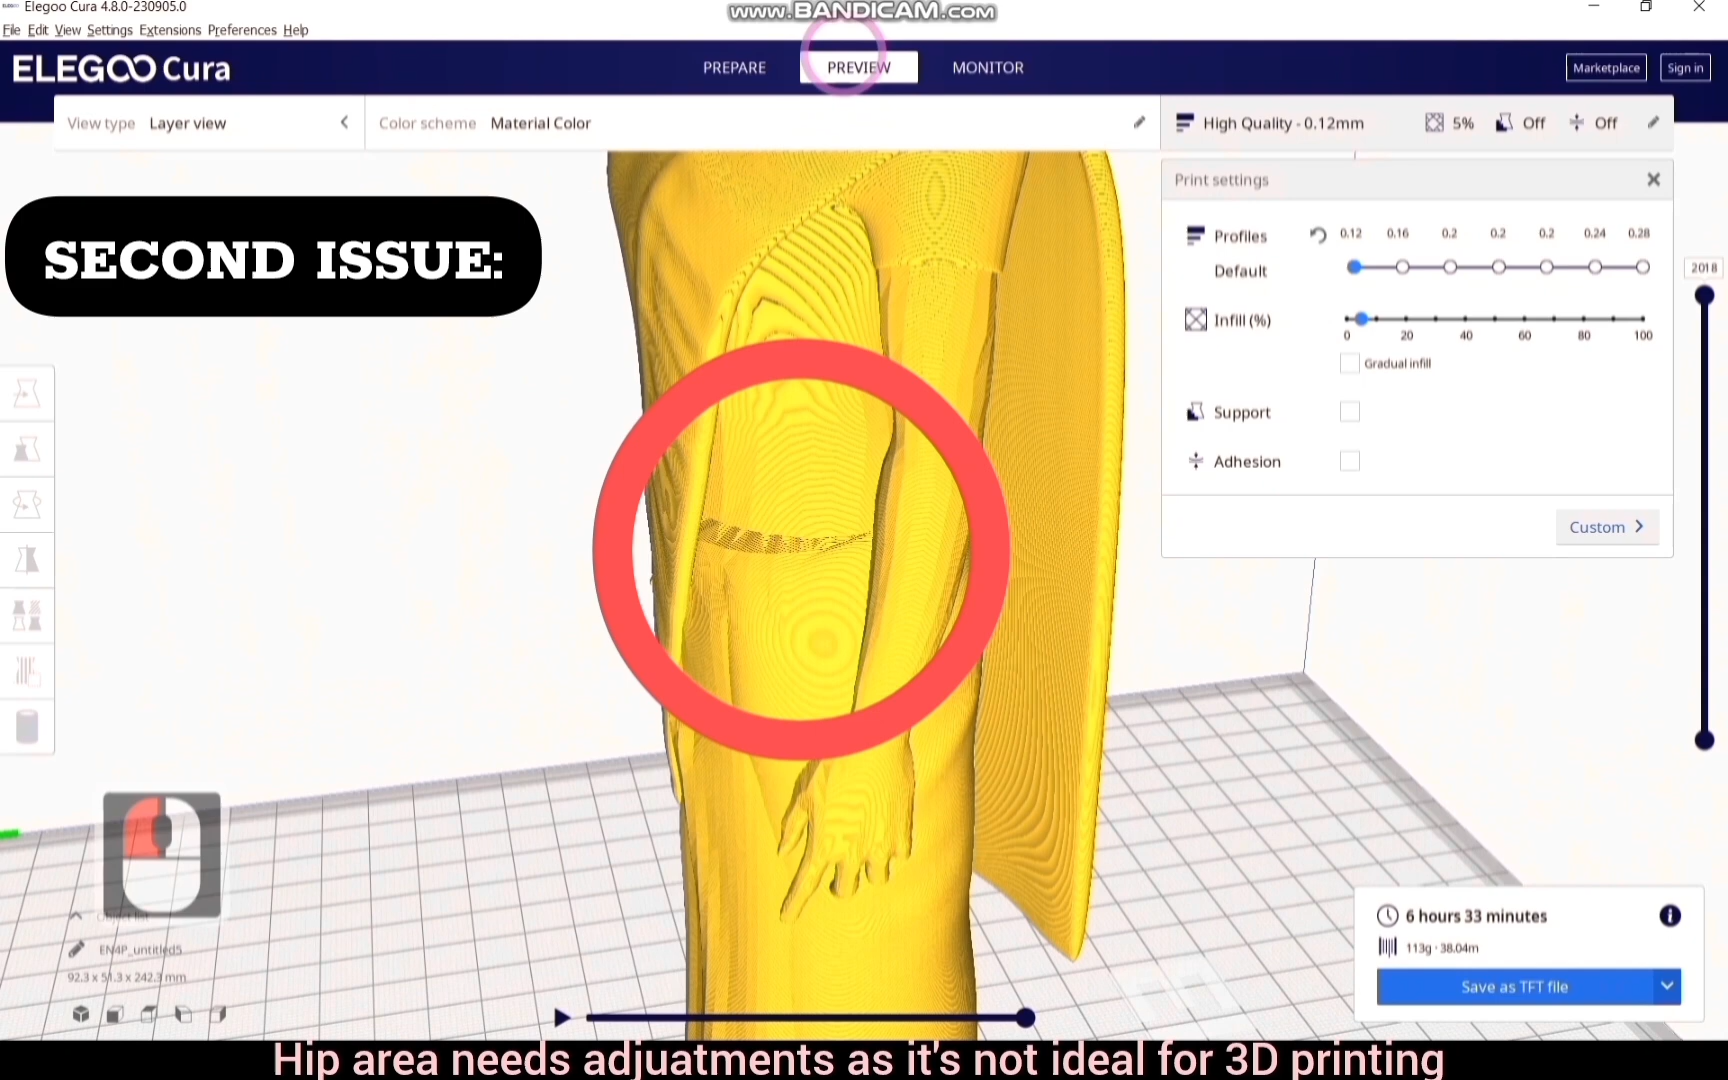 Elegoo Cura 4.8.0-230905.0
www.BANDICAM.com
File Edit View Settings Extensions Preferences Help
ELEGOO Cura
PREPARE
PREVIEW
MONITOR
Marketplace
Sign in
View type Layer view
Color scheme Material Color
High Quality - 0.12mm
5%
Off
Off
Print settings
SECOND ISSUE:
Profiles
0.12 0.16 0.2 0.2 0.2 0.24 0.28
Default
2018
Infill (%)
0 20 40 60 80 100
Gradual infill
Support
Adhesion
Custom
Object list
EN4P_untitled5
92.3 x 51.3 x 242.3 mm
6 hours 33 minutes
113g · 38.04m
Save as TFT file
Hip area needs adjuatments as it's not ideal for 3D printing